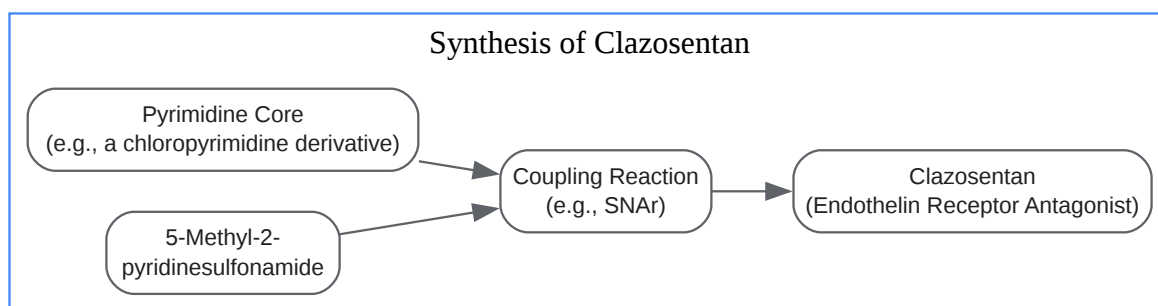 Synthesis of Clazosentan
Pyrimidine Core
(e.g., a chloropyrimidine derivative)
5-Methyl-2-
pyridinesulfonamide
Coupling Reaction
(e.g., SNAr)
Clazosentan
(Endothelin Receptor Antagonist)